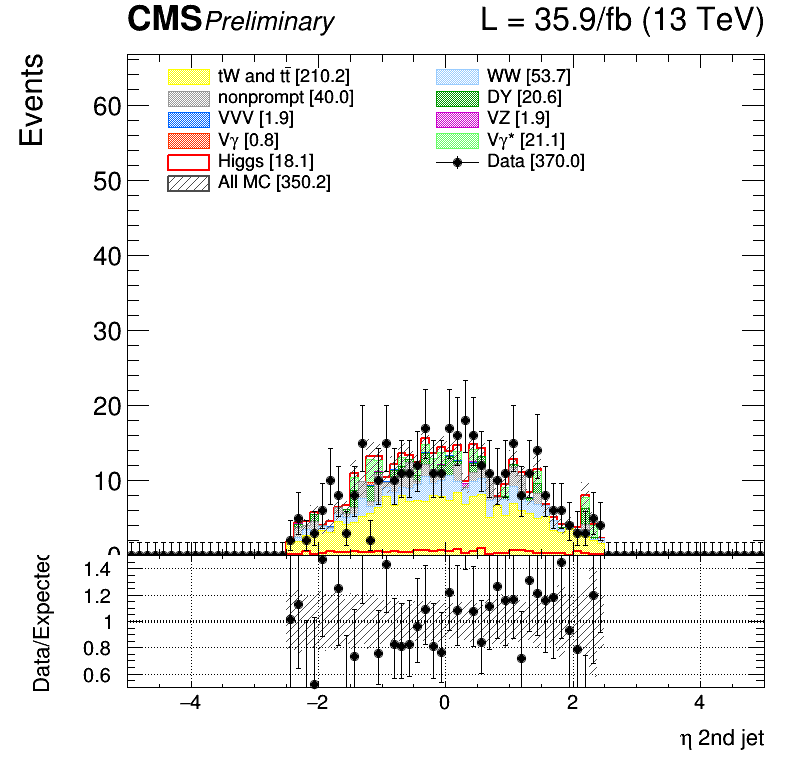 CMS Preliminary L = 35.9/fb (13 TeV)
Events
tW and tt̄ [210.2] WW [53.7]
nonprompt [40.0] DY [20.6]
VVV [1.9] VZ [1.9]
Vγ [0.8] Vγ* [21.1]
Higgs [18.1] Data [370.0]
All MC [350.2]
60
50
40
30
20
10
0
Data/Expected
1.4
1.2
1
0.8
0.6
−4 −2 0 2 4
η 2nd jet